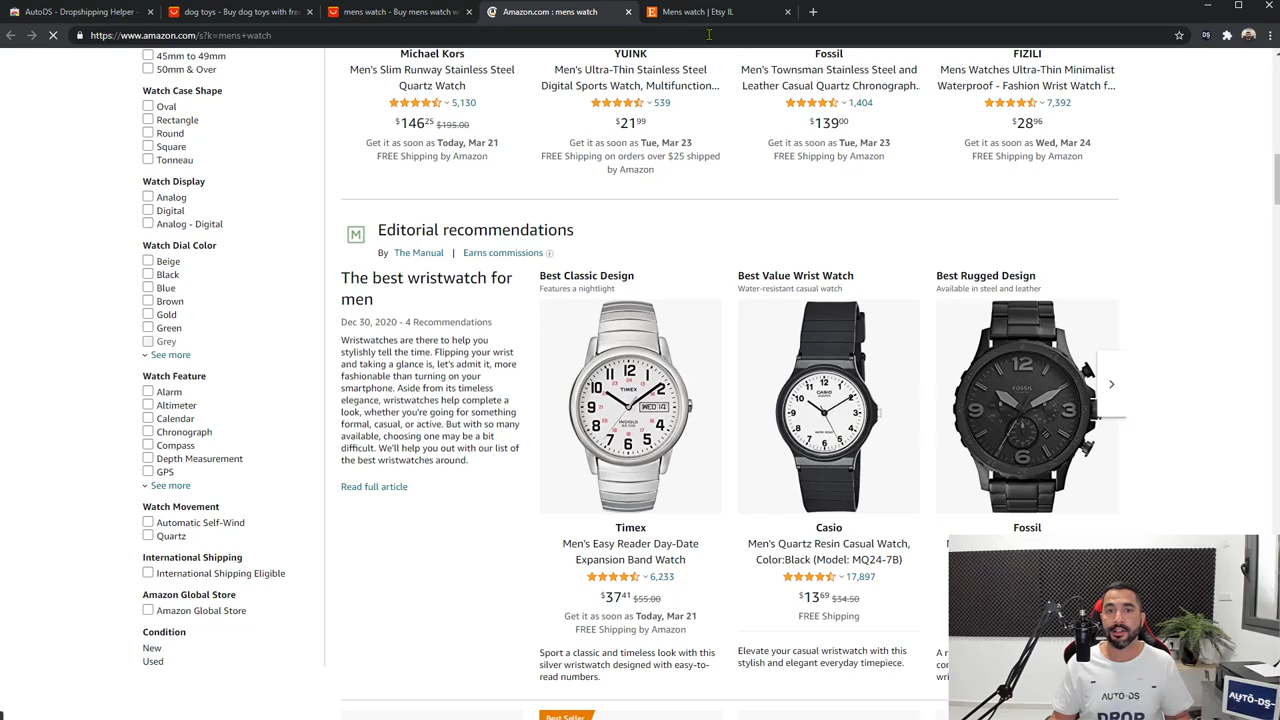 AutoDS - Dropshipping Helper
dog toys - Buy dog toys with fre
mens watch - Buy mens watch w
Amazon.com : mens watch
Mens watch | Etsy IL
https://www.amazon.com/s?k=mens+watch
45mm to 49mm
50mm & Over
Watch Case Shape
Oval
Rectangle
Round
Square
Tonneau
Watch Display
Analog
Digital
Analog - Digital
Watch Dial Color
Beige
Black
Blue
Brown
Gold
Green
Grey
See more
Watch Feature
Alarm
Altimeter
Calendar
Chronograph
Compass
Depth Measurement
GPS
See more
Watch Movement
Automatic Self-Wind
Quartz
International Shipping
International Shipping Eligible
Amazon Global Store
Amazon Global Store
Condition
New
Used
Michael Kors
Men's Slim Runway Stainless Steel
Quartz Watch
5,130
$146 25 $195.00
Get it as soon as Today, Mar 21
FREE Shipping by Amazon
YUINK
Men's Ultra-Thin Stainless Steel
Digital Sports Watch, Multifunction...
539
$21 99
Get it as soon as Tue, Mar 23
FREE Shipping on orders over $25 shipped
by Amazon
Fossil
Men's Townsman Stainless Steel and
Leather Casual Quartz Chronograph...
1,404
$139 00
Get it as soon as Tue, Mar 23
FREE Shipping by Amazon
FIZILI
Mens Watches Ultra-Thin Minimalist
Waterproof - Fashion Wrist Watch f...
7,392
$28 96
Get it as soon as Wed, Mar 24
FREE Shipping by Amazon
M
Editorial recommendations
By The Manual | Earns commissions
The best wristwatch for
men
Dec 30, 2020 - 4 Recommendations
Wristwatches are there to help you
stylishly tell the time. Flipping your wrist
and taking a glance is, let's admit it, more
fashionable than turning on your
smartphone. Aside from its timeless
elegance, wristwatches help complete a
look, whether you're going for something
formal, casual, or active. But with so many
available, choosing one may be a bit
difficult. We'll help you out with our list of
the best wristwatches around.
Read full article
Best Classic Design
Features a nightlight
TIMEX
WED 14
INDIGLO
Timex
Men's Easy Reader Day-Date
Expansion Band Watch
6,233
$37 41 $55.00
Get it as soon as Today, Mar 21
FREE Shipping by Amazon
Sport a classic and timeless look with this
silver wristwatch designed with easy-to-
read numbers.
Best Value Wrist Watch
Water-resistant casual watch
CASIO
Casio
Men's Quartz Resin Casual Watch,
Color:Black (Model: MQ24-7B)
17,897
$13 69 $34.50
FREE Shipping
Elevate your casual wristwatch with this
stylish and elegant everyday timepiece.
Best Rugged Design
Available in steel and leather
FOSSIL
Fossil
Best Seller
AUTO-DS
DROP
AUTO-DS